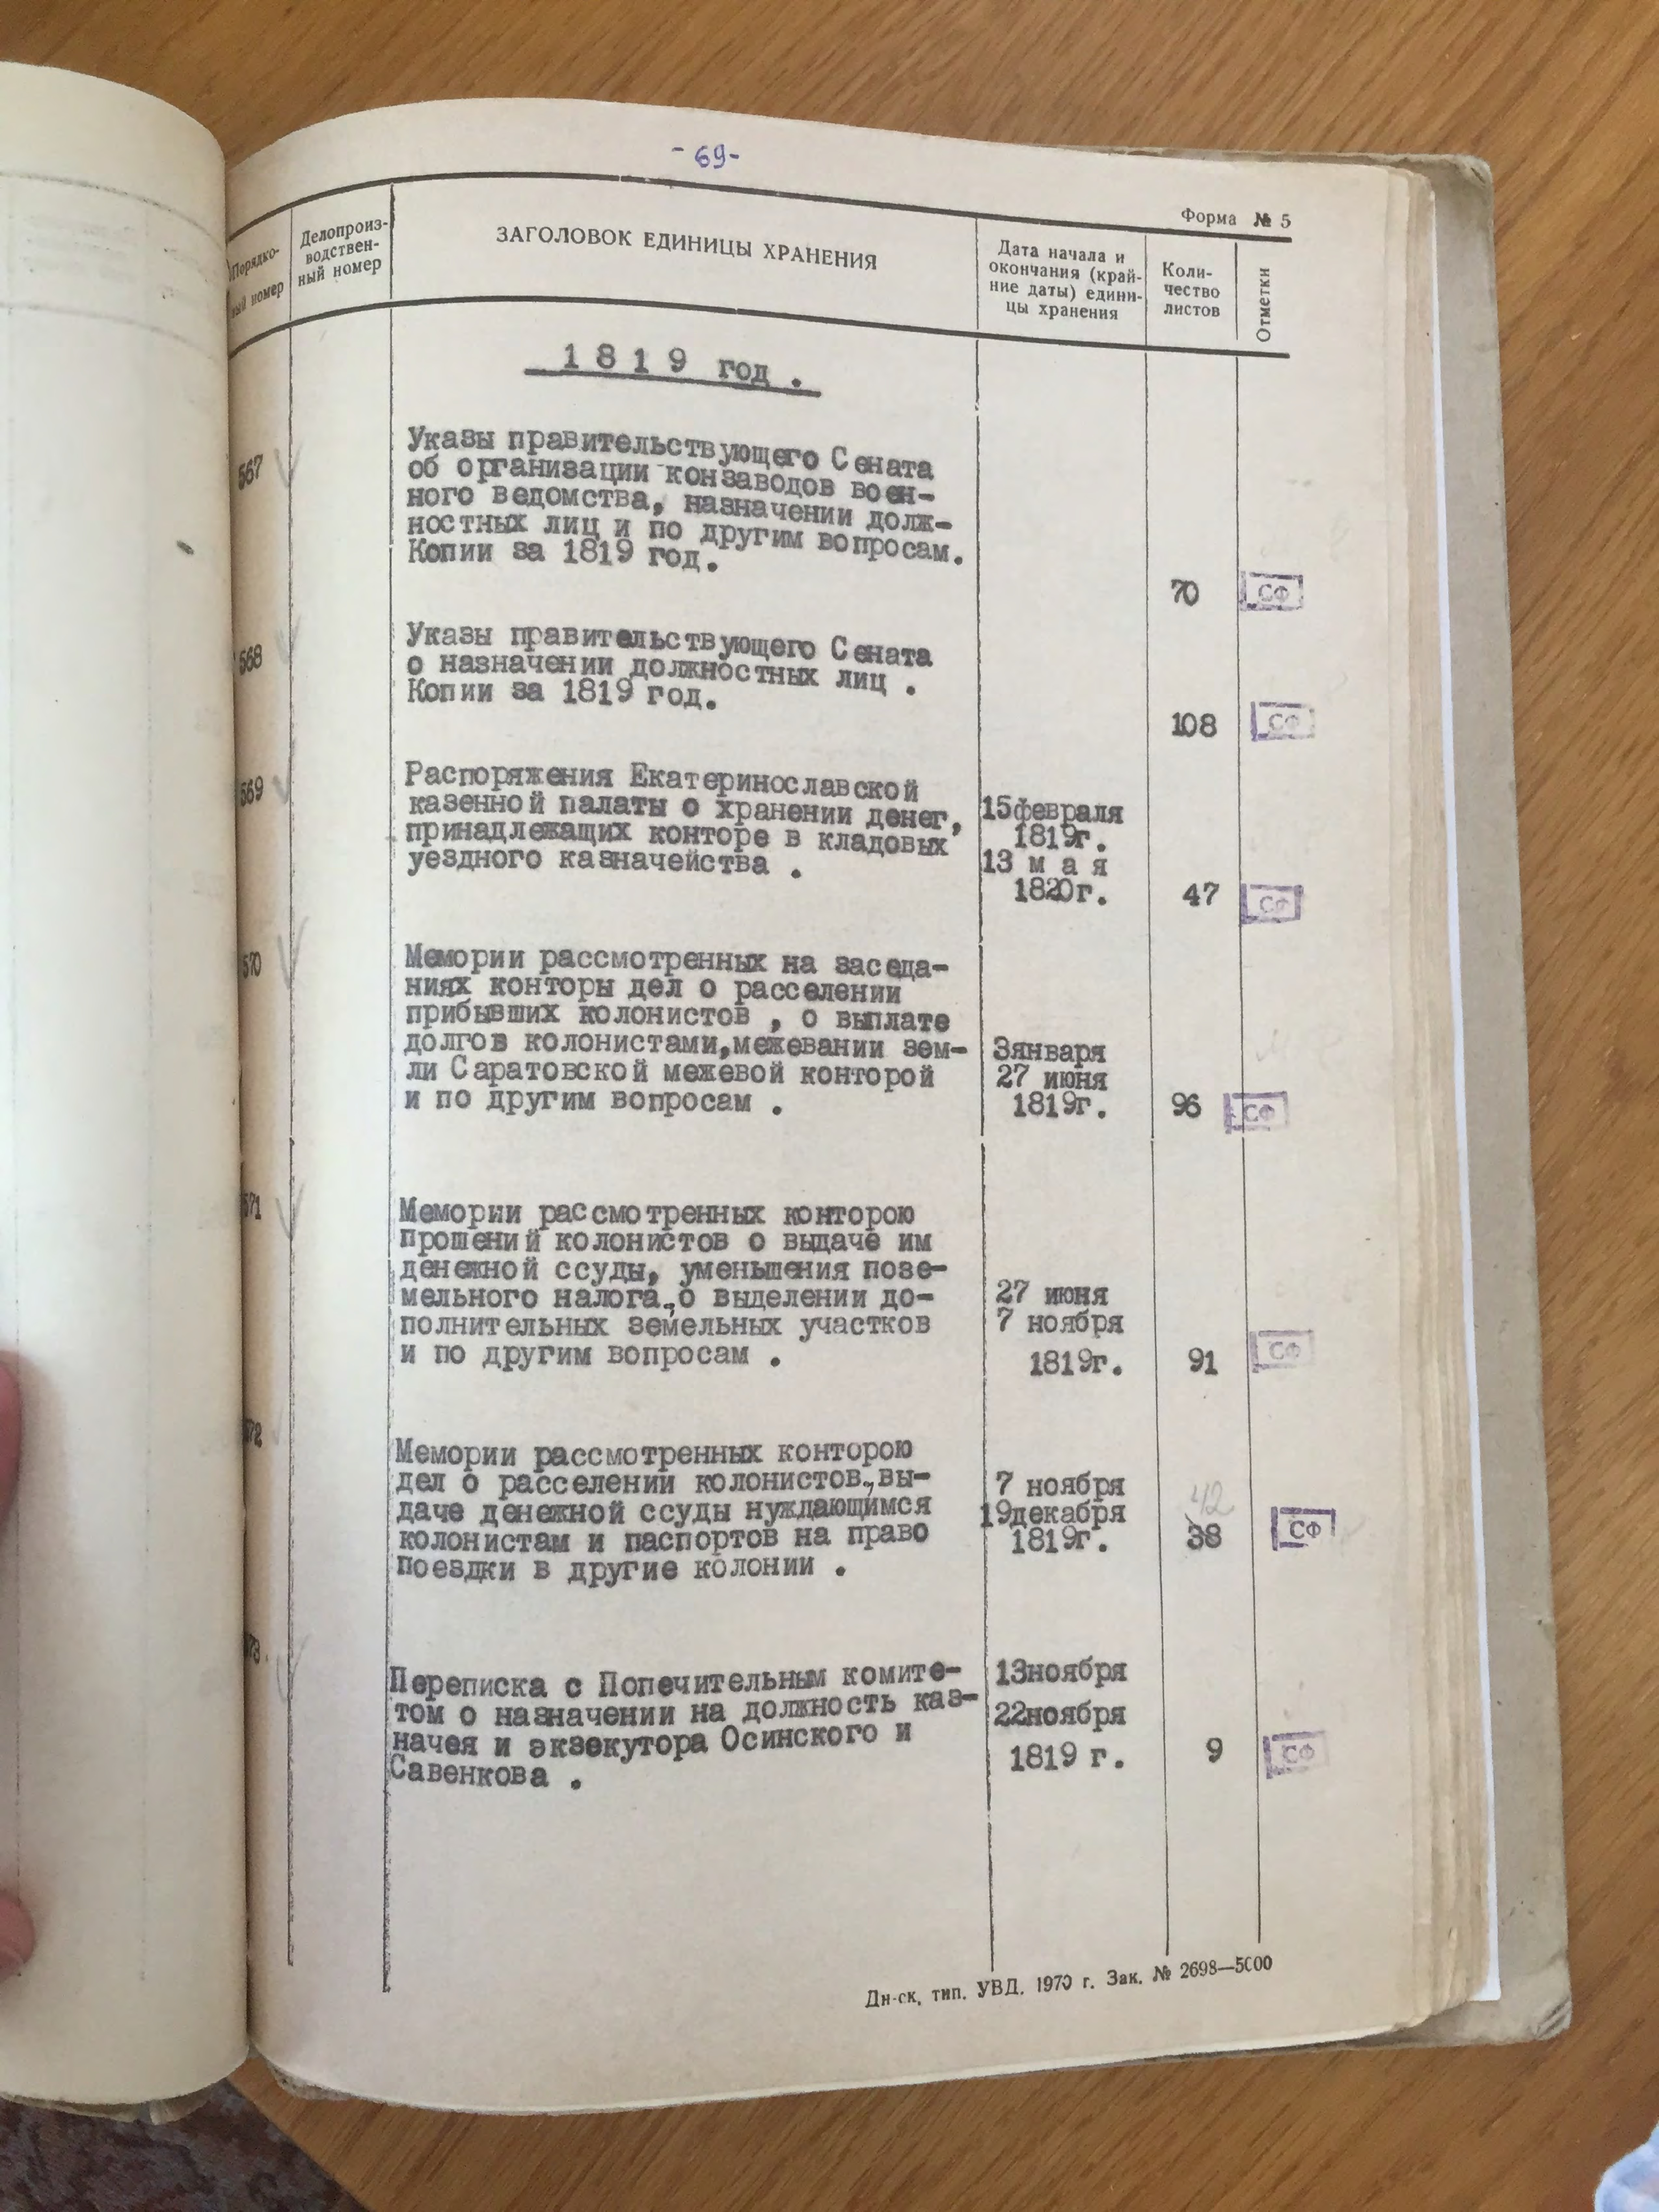 - 69-
Форма № 5
Порядко-
ный номер
Делопроиз-
водствен-
ный номер
ЗАГОЛОВОК ЕДИНИЦЫ ХРАНЕНИЯ
Дата начала и
окончания (край-
ние даты) едини-
цы хранения
Коли-
чество
листов
Отметки
1819 год.
567
Указы правительствующего Сената
об организации конзаводов воен-
ного ведомства, назначении долж-
ностных лиц и по другим вопросам.
Копии за 1819 год.
70
СФ
568
Указы правительствующего Сената
о назначении должностных лиц .
Копии за 1819 год.
108
СФ
569
Распоряжения Екатеринославской
казенной палаты о хранении денег,
принадлежащих конторе в кладовых
уездного казначейства .
15февраля
1819г.
13 м а я
1820г.
47
СФ
570
Мемории рассмотренных на заседа-
ниях конторы дел о расселении
прибывших колонистов , о выплате
долгов колонистами,межевании зем-
ли Саратовской межевой конторой
и по другим вопросам .
3января
27 июня
1819г.
96
СФ
571
Мемории рассмотренных конторою
прошений колонистов о выдаче им
денежной ссуды, уменьшения позе-
мельного налога,о выделении до-
полнительных земельных участков
и по другим вопросам .
27 июня
7 ноября
1819г.
91
СФ
72
Мемории рассмотренных конторою
дел о расселении колонистов,вы-
даче денежной ссуды нуждающимся
колонистам и паспортов на право
поездки в другие колонии .
7 ноября
19декабря
1819г.
42
38
СФ
73.
Переписка с Попечительным комите-
том о назначении на должность каз-
начея и экзекутора Осинского и
Савенкова .
13ноября
22ноября
1819 г.
9
СФ
Дн-ск, тип. УВД. 1970 г. Зак. № 2698—5000